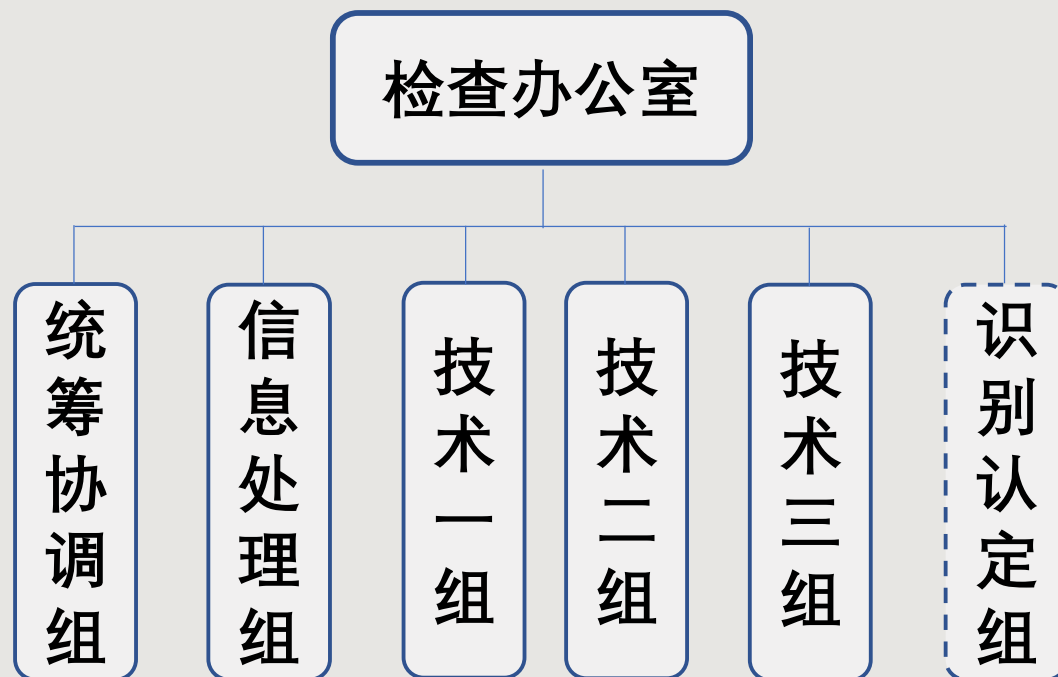 检查办公室
统筹协调组
信息处理组
技术一组
技术二组
技术三组
识别认定组